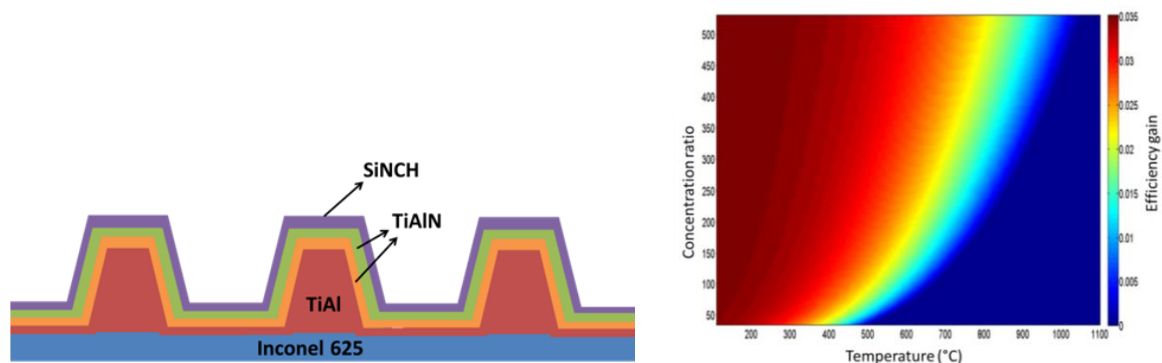 SiNCH
TiAlN
TiAl
Inconel 625
Concentration ratio
500
450
400
350
300
250
200
150
100
50
200 300 400 500 600 700 800 900 1000 1100
Temperature (°C)
0.035
0.03
0.025
0.02
0.015
0.01
0.005
0
Efficiency gain